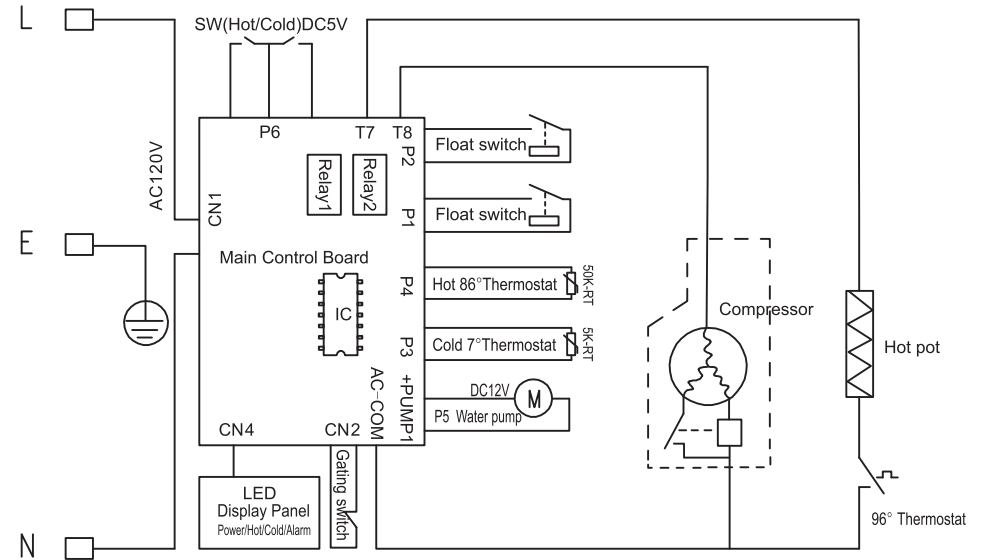 L
SW(Hot/Cold)DC5V
P6
T7
T8
P2
Float switch
AC120V
Relay1
Relay2
CN1
P1
Float switch
E
Main Control Board
P4
Hot 86°Thermostat
50K-RT
IC
Compressor
P3
Cold 7°Thermostat
5K-RT
Hot pot
AC-COM
+PUMP1
DC12V
M
P5 Water pump
CN4
CN2
Gating switch
LED
Display Panel
Power/Hot/Cold/Alarm
96° Thermostat
N